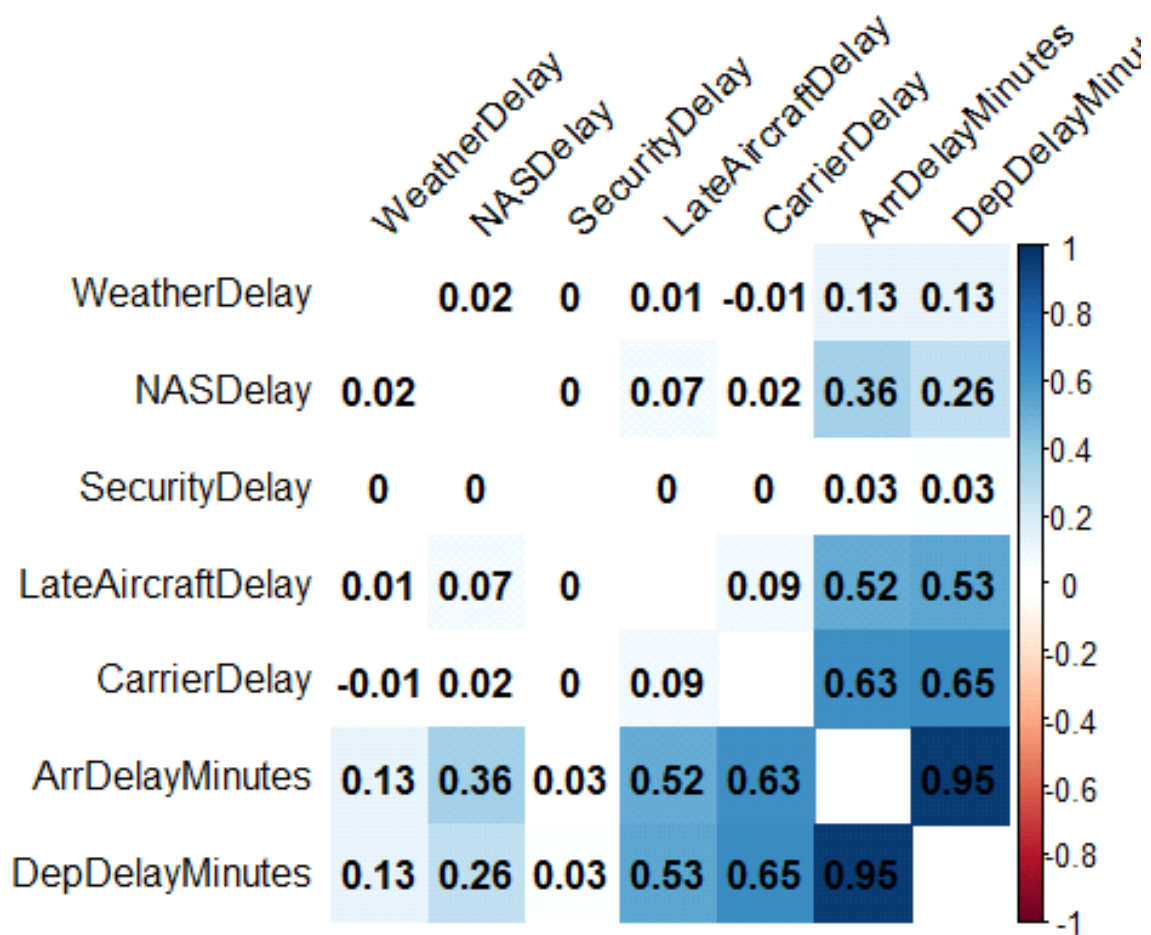 WeatherDelay
NASDelay
SecurityDelay
LateAircraftDelay
CarrierDelay
ArrDelayMinutes
DepDelayMinut
WeatherDelay 0.02 0 0.01 -0.01 0.13 0.13
NASDelay 0.02 0 0.07 0.02 0.36 0.26
SecurityDelay 0 0 0 0 0.03 0.03
LateAircraftDelay 0.01 0.07 0 0.09 0.52 0.53
CarrierDelay -0.01 0.02 0 0.09 0.63 0.65
ArrDelayMinutes 0.13 0.36 0.03 0.52 0.63 0.95
DepDelayMinutes 0.13 0.26 0.03 0.53 0.65 0.95
1
0.8
0.6
0.4
0.2
0
-0.2
-0.4
-0.6
-0.8
-1